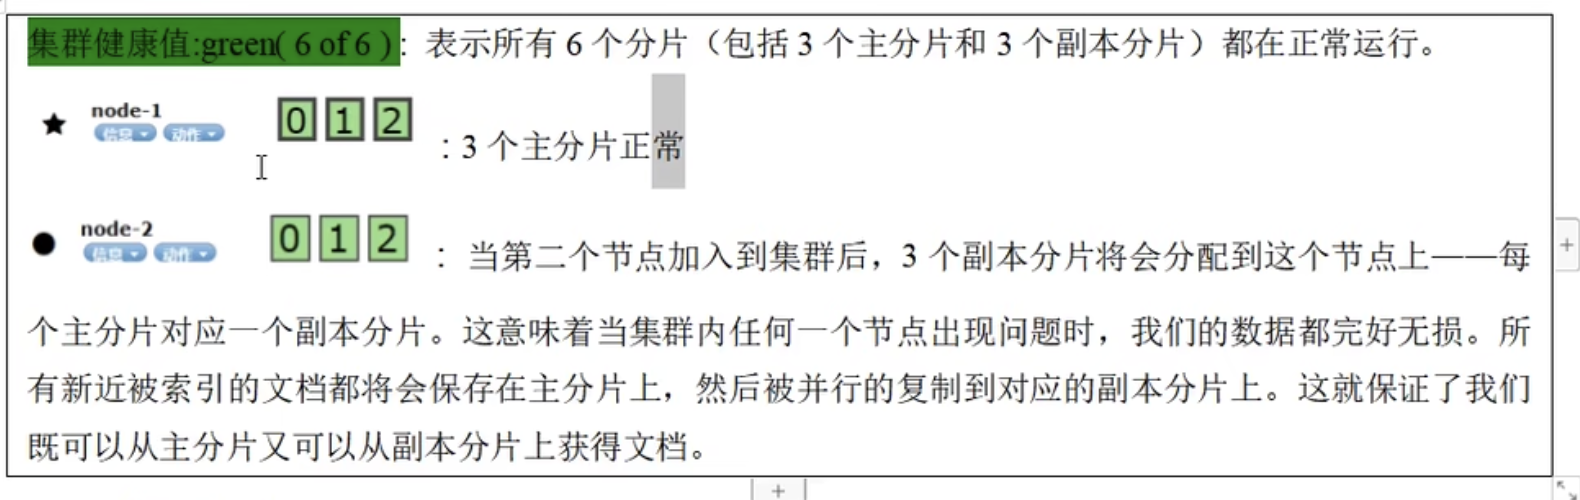 集群健康值:green( 6 of 6 )：表示所有 6 个分片（包括 3 个主分片和 3 个副本分片）都在正常运行。
node-1
信息 动作
0 1 2
：3 个主分片正常
node-2
信息 动作
0 1 2
：当第二个节点加入到集群后，3 个副本分片将会分配到这个节点上——每
个主分片对应一个副本分片。这意味着当集群内任何一个节点出现问题时，我们的数据都完好无损。所
有新近被索引的文档都将会保存在主分片上，然后被并行的复制到对应的副本分片上。这就保证了我们
既可以从主分片又可以从副本分片上获得文档。